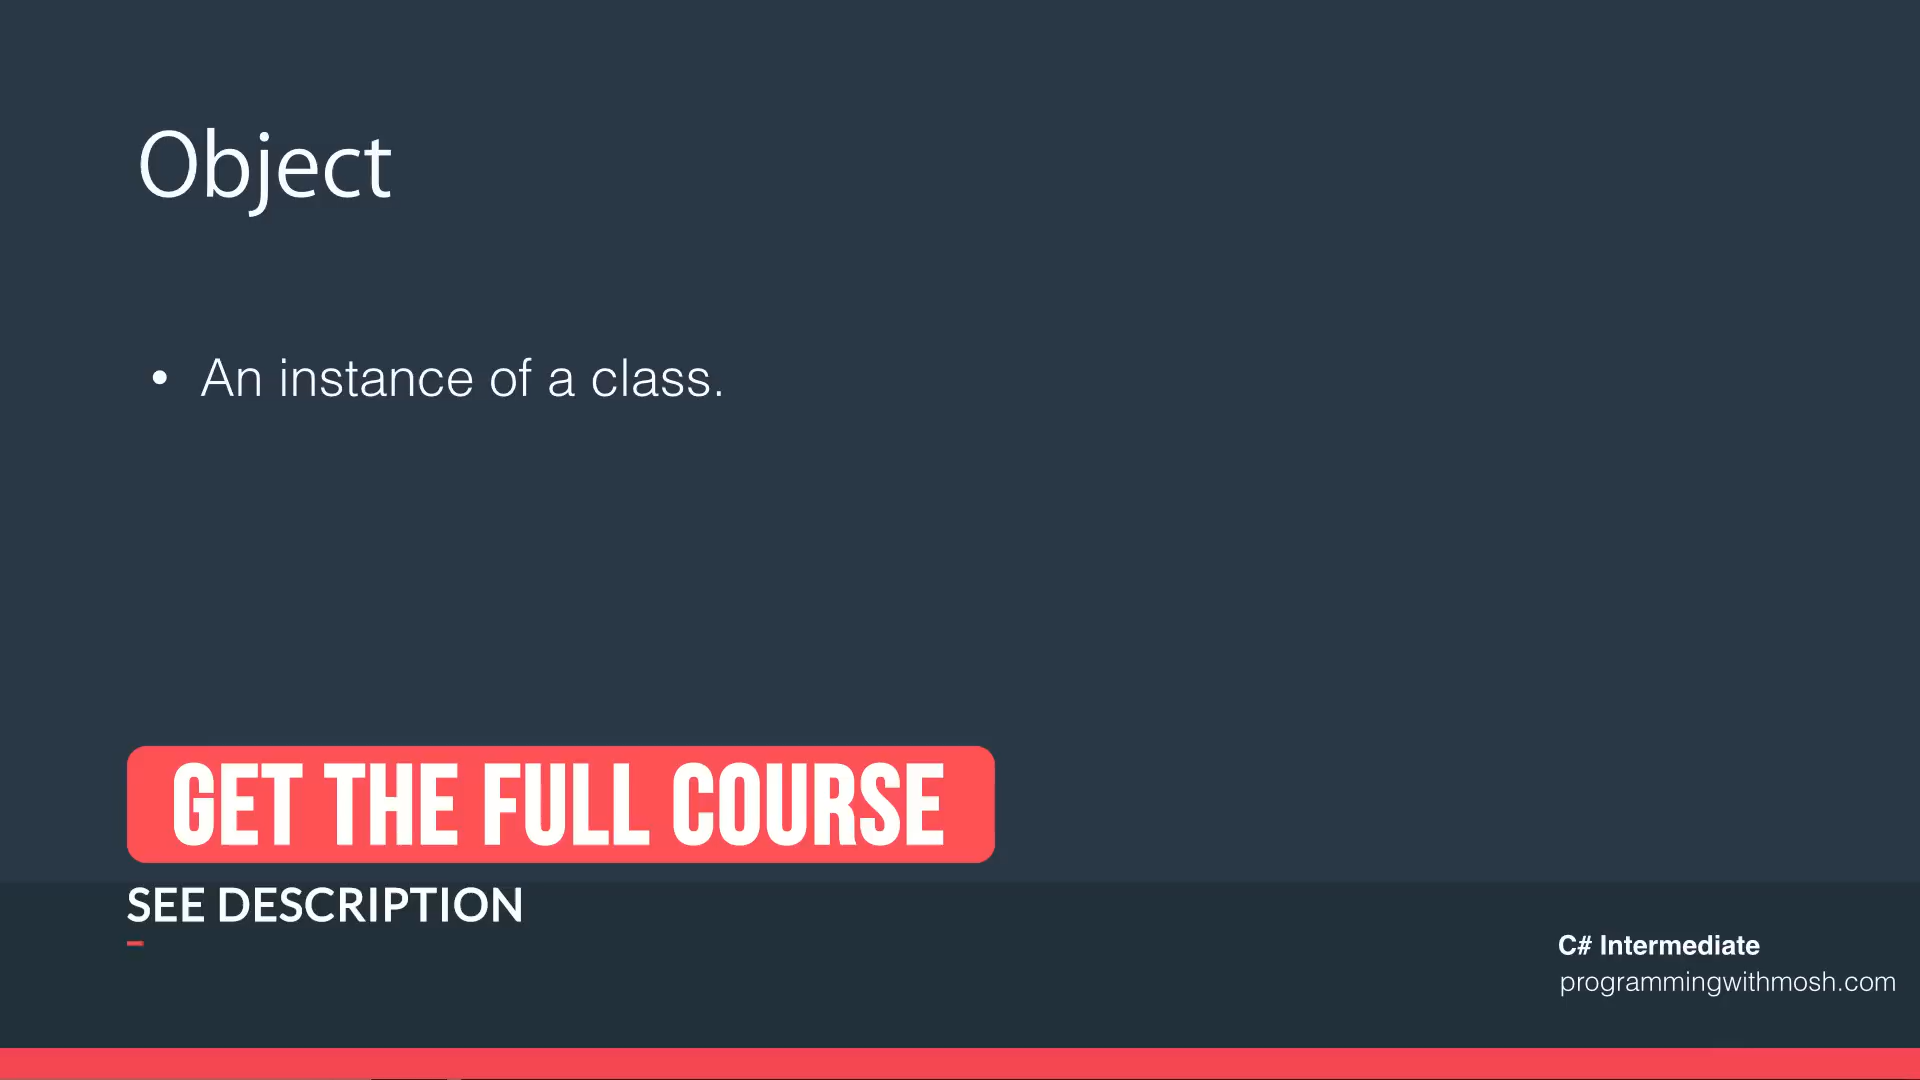 Object
• An instance of a class.
GET THE FULL COURSE
SEE DESCRIPTION
C# Intermediate
programmingwithmosh.com